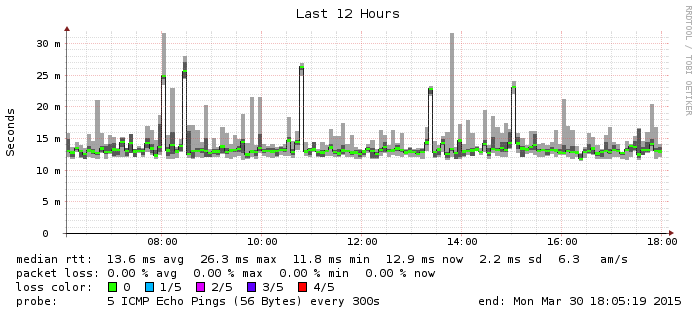 Last 12 Hours
RRDTOOL / TOBI OETIKER
Seconds
30 m
25 m
20 m
15 m
10 m
5 m
0
08:00 10:00 12:00 14:00 16:00 18:00
median rtt: 13.6 ms avg 26.3 ms max 11.8 ms min 12.9 ms now 2.2 ms sd 6.3 am/s
packet loss: 0.00 % avg 0.00 % max 0.00 % min 0.00 % now
loss color: 0 1/5 2/5 3/5 4/5
probe: 5 ICMP Echo Pings (56 Bytes) every 300s end: Mon Mar 30 18:05:19 2015